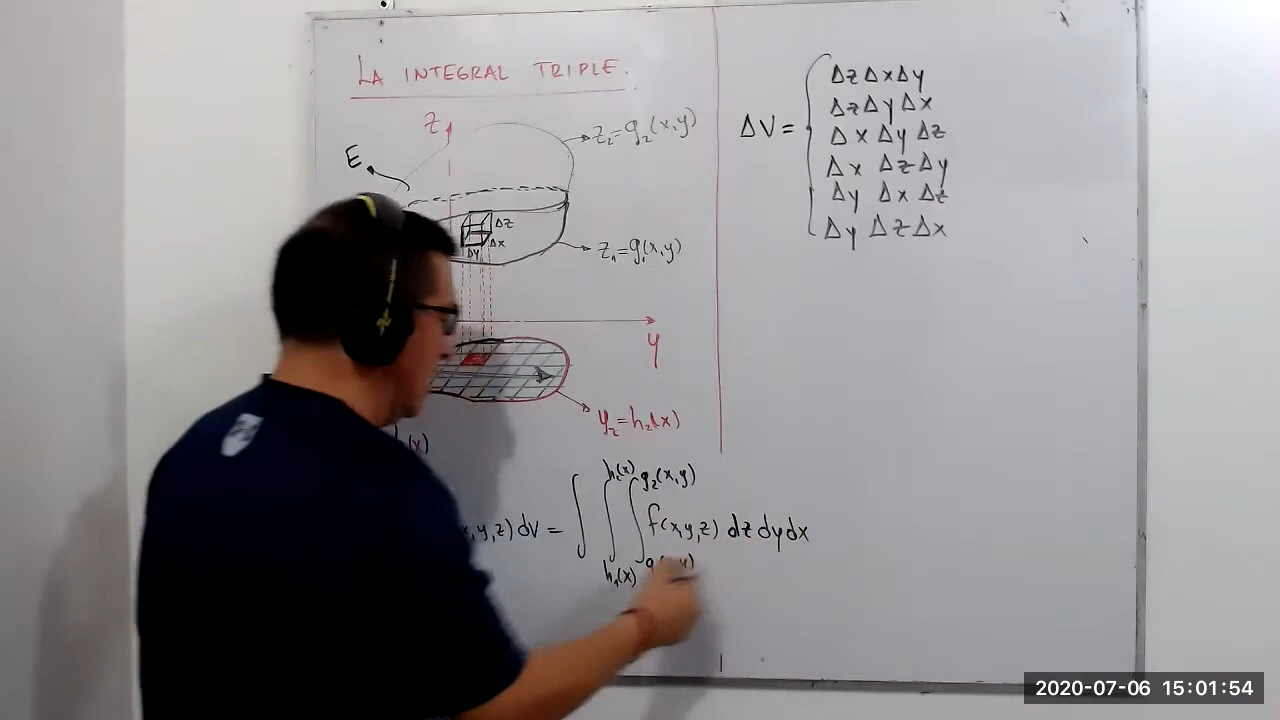 LA INTEGRAL TRIPLE.
z
E
z₂=g₂(x,y)
Δz
Δx
Δy
z₁=g₁(x,y)
y
y₂=h₂(x)
(x)
,y,z) dV = ∫ ∫ ∫ f(x,y,z) dz dy dx
h₂(x) g₂(x,y)
h₁(x)
ΔV = {
Δz Δx Δy
Δz Δy Δx
Δx Δy Δz
Δx Δz Δy
Δy Δx Δz
Δy Δz Δx
2020-07-06 15:01:54